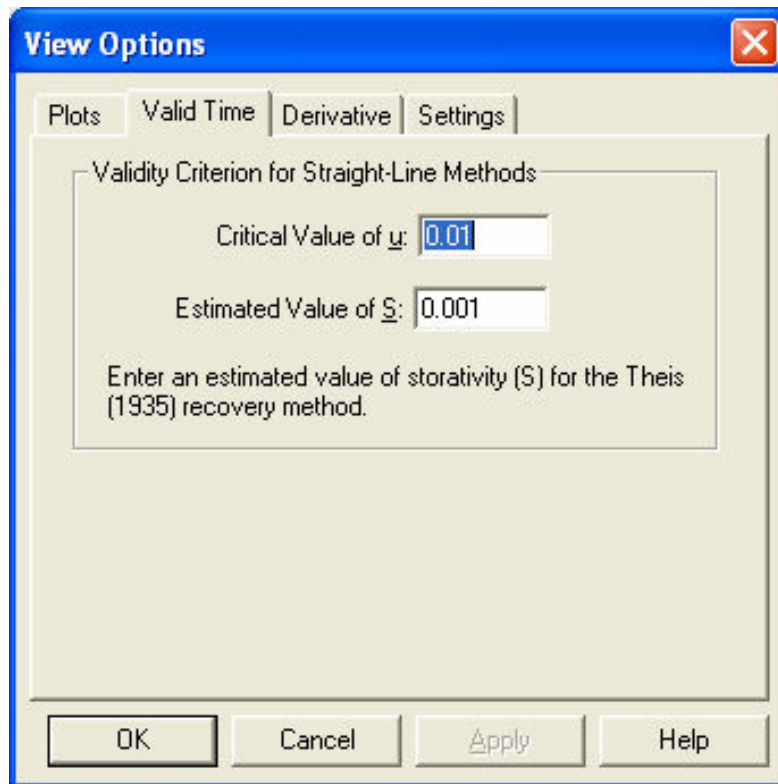 View Options
Plots Valid Time Derivative Settings
Validity Criterion for Straight-Line Methods
Critical Value of u: 0.01
Estimated Value of S: 0.001
Enter an estimated value of storativity (S) for the Theis
(1935) recovery method.
OK Cancel Apply Help